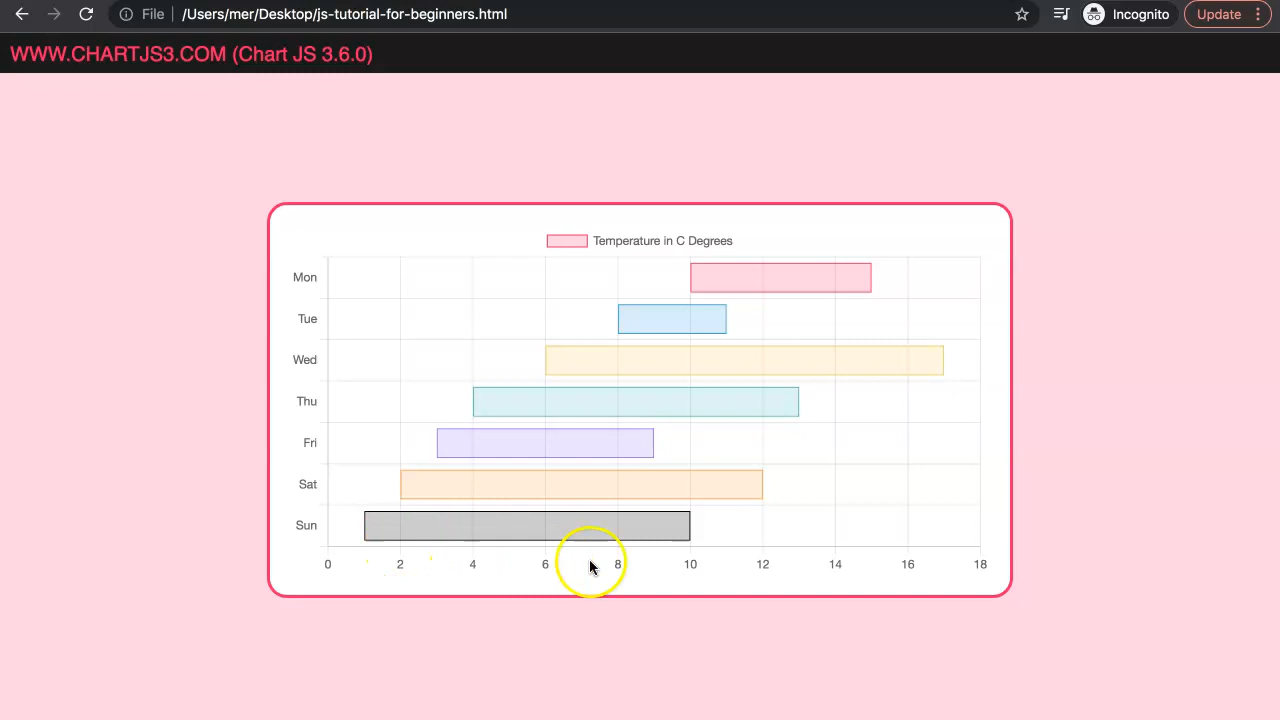 File /Users/mer/Desktop/js-tutorial-for-beginners.html Incognito Update
WWW.CHARTJS3.COM (Chart JS 3.6.0)
Temperature in C Degrees
Mon
Tue
Wed
Thu
Fri
Sat
Sun
0 2 4 6 8 10 12 14 16 18